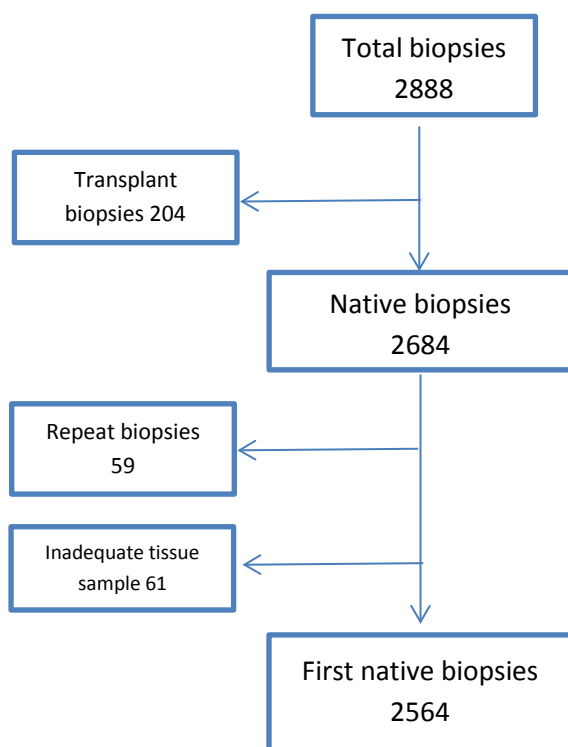 Total biopsies
2888
Transplant
biopsies 204
Native biopsies
2684
Repeat biopsies
59
Inadequate tissue
sample 61
First native biopsies
2564